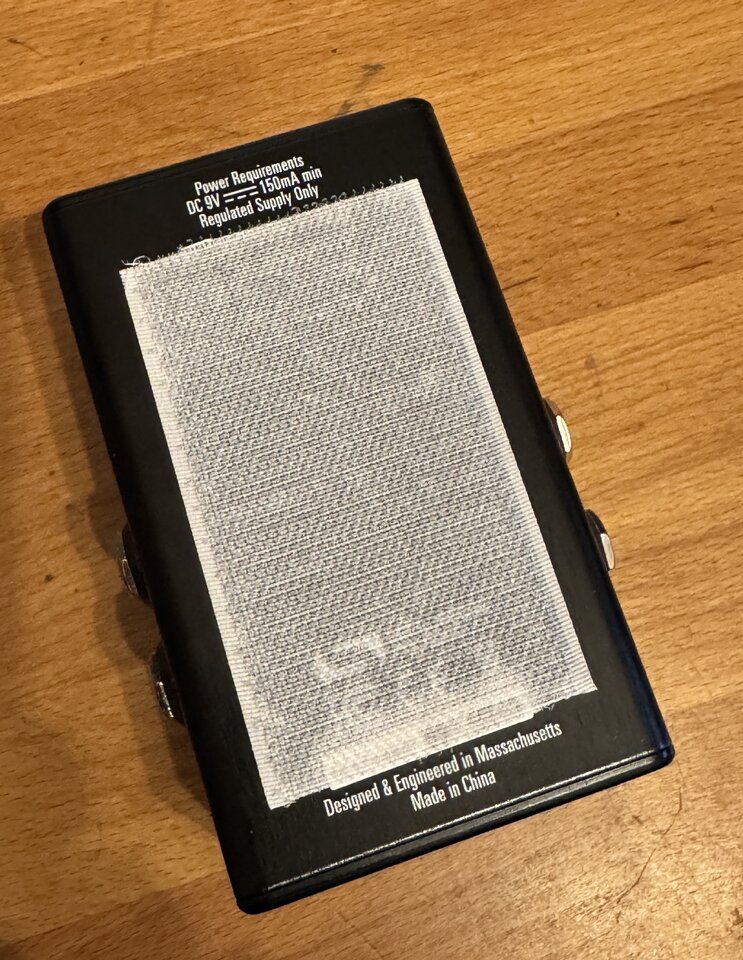 Power Requirements
DC 9V ⎓ 150mA min
Regulated Supply Only
Designed & Engineered in Massachusetts
Made in China